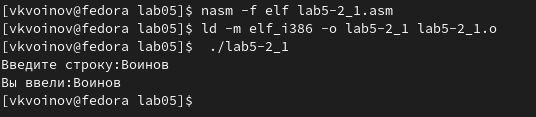 [vkvoinov@fedora lab05]$ nasm -f elf lab5-2_1.asm
[vkvoinov@fedora lab05]$ ld -m elf_i386 -o lab5-2_1 lab5-2_1.o
[vkvoinov@fedora lab05]$  ./lab5-2_1
Введите строку:Воинов
Вы ввели:Воинов
[vkvoinov@fedora lab05]$